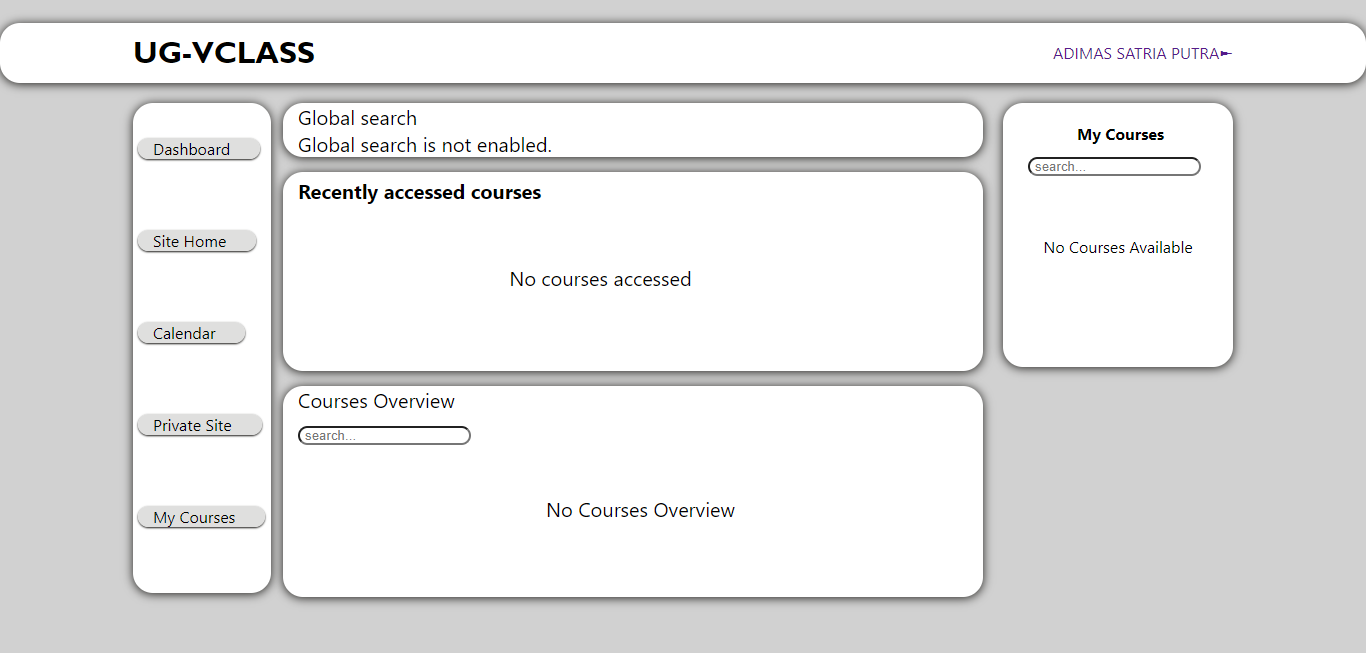 UG-VCLASS
ADIMAS SATRIA PUTRA
Dashboard
Site Home
Calendar
Private Site
My Courses
Global search
Global search is not enabled.
Recently accessed courses
No courses accessed
Courses Overview
search...
No Courses Overview
My Courses
search...
No Courses Available